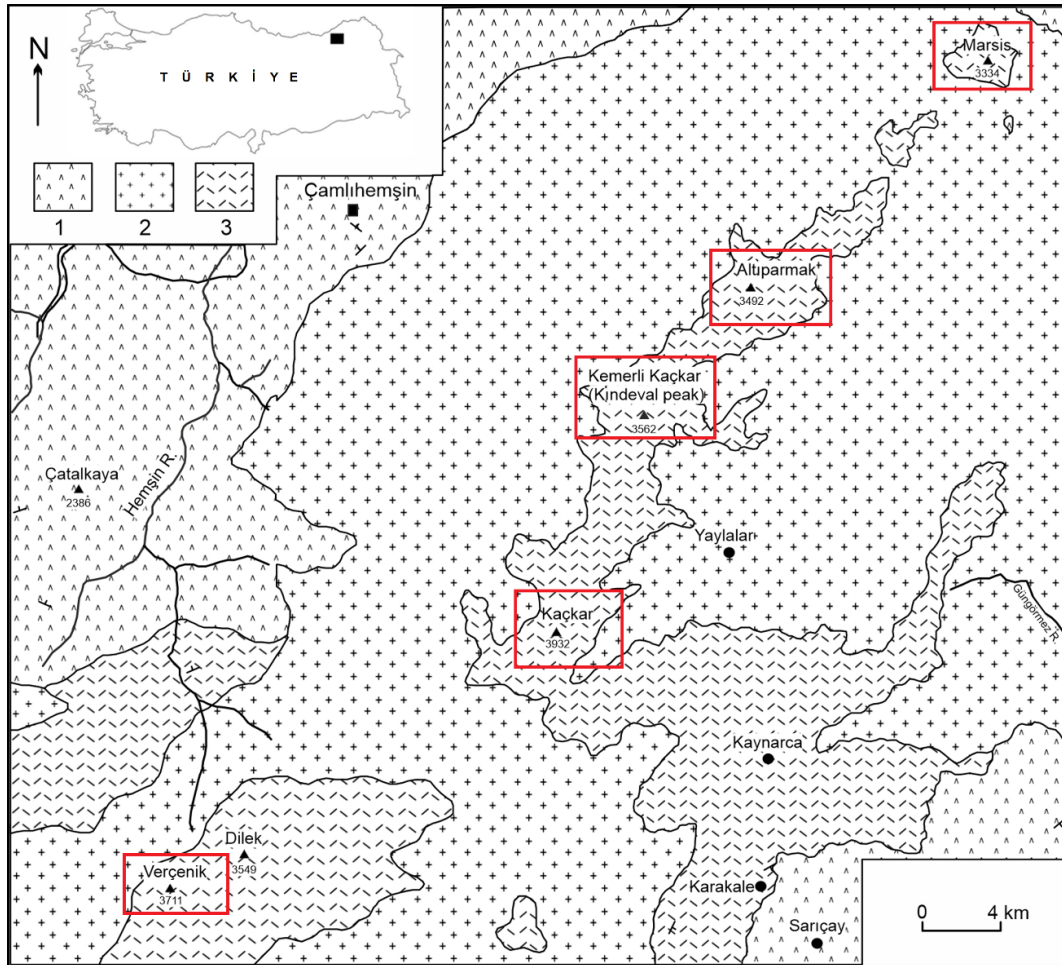 N
T Ü R K İ Y E
1 2 3
Marsis
3334
Çamlıhemşin
Altıparmak
3492
Kemerli Kaçkar
(Kındeval peak)
3562
Çatalkaya
2386
Hemşin R.
Yaylalar
Kaçkar
3932
Güngörmez R.
Kaynarca
Dilek
3549
Verçenik
3711
Karakale
Sarıçay
0 4 km